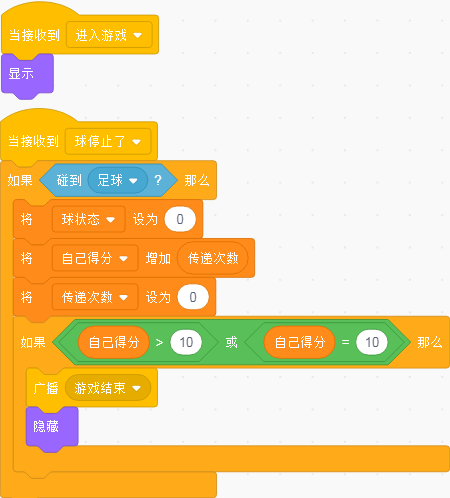 当接收到 进入游戏
显示
当接收到 球停止了
如果 碰到 足球 ? 那么
将 球状态 设为 0
将 自己得分 增加 传递次数
将 传递次数 设为 0
如果 自己得分 > 10 或 自己得分 = 10 那么
广播 游戏结束
隐藏